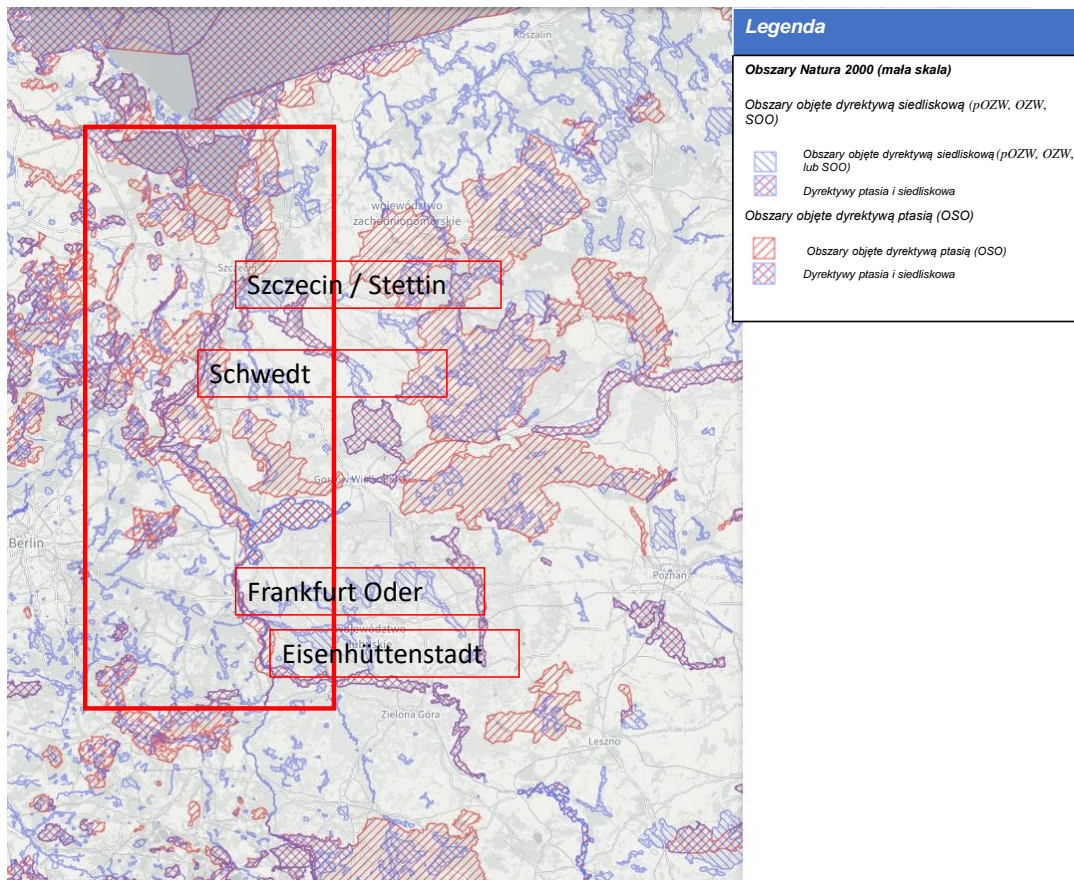 Koszalin
województwo
zachodniopomorskie
Szczecin
Szczecin / Stettin
Schwedt
Gorzów Wielkopolski
Berlin
Poznań
Frankfurt Oder
województwo
lubuskie
Eisenhüttenstadt
Zielona Góra
Leszno
Legenda
Obszary Natura 2000 (mała skala)
Obszary objęte dyrektywą siedliskową (pOZW, OZW,
SOO)
Obszary objęte dyrektywą siedliskową (pOZW, OZW,
lub SOO)
Dyrektywy ptasia i siedliskowa
Obszary objęte dyrektywą ptasią (OSO)
Obszary objęte dyrektywą ptasią (OSO)
Dyrektywy ptasia i siedliskowa